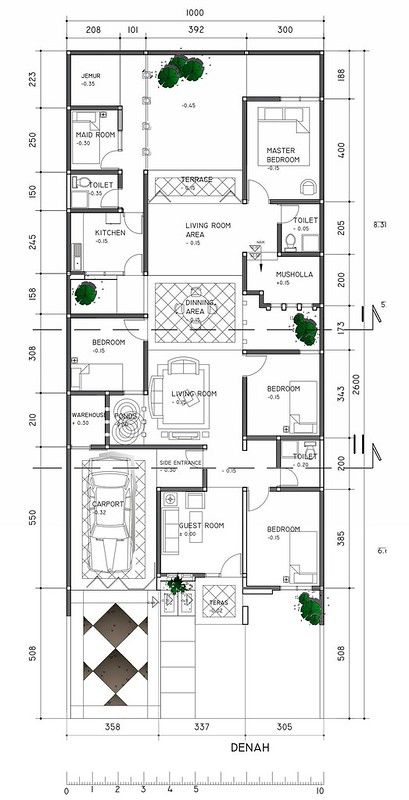 1000
208
101
392
300
223
JEMUR
-0.35
-0.45
188
250
MAID ROOM
-0.30
MASTER
BEDROOM
-0.15
400
150
TOILET
-0.35
TERRACE
-0.15
245
KITCHEN
-0.15
LIVING ROOM
AREA
-0.15
TOILET
-0.05
205
MUSHOLLA
+0.15
200
158
DINNING
AREA
-0.15
173
308
BEDROOM
-0.15
2600
LIVING ROOM
-0.15
BEDROOM
-0.15
343
210
WAREHOUSE
+0.30
PONDS
SIDE ENTRANCE
-0.30
-0.15
TOILET
-0.20
200
550
CARPORT
-0.32
GUEST ROOM
±0.00
BEDROOM
-0.15
385
TERAS
-0.02
508
508
358
337
305
DENAH
0 1 2 3 4 5 10